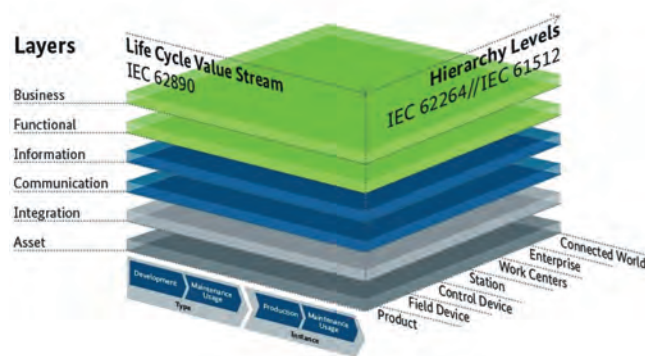 Layers
Life Cycle Value Stream
IEC 62890
Hierarchy Levels
IEC 62264//IEC 61512
Business
Functional
Information
Communication
Integration
Asset
Development
Maintenance
Usage
Type
Production
Maintenance
Usage
Instance
Product
Field Device
Control Device
Station
Work Centers
Enterprise
Connected World